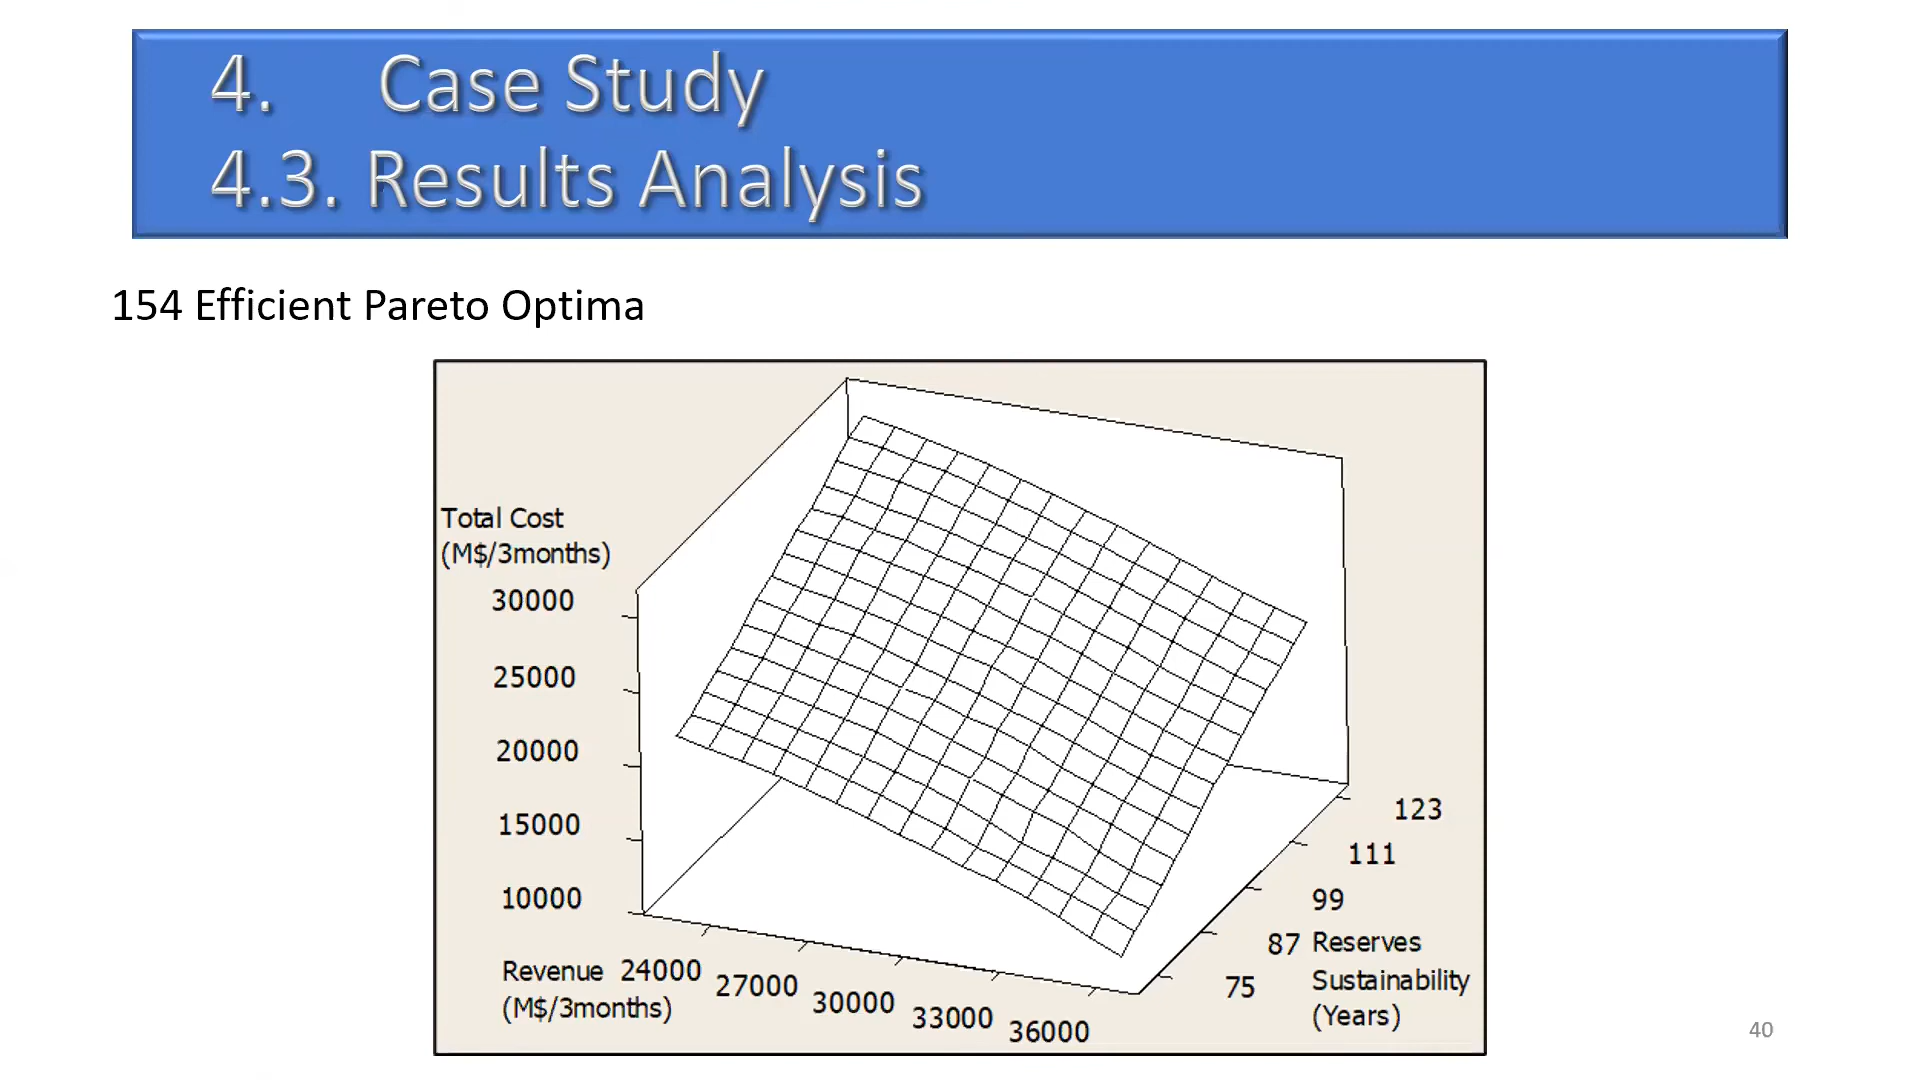 4. Case Study
4.3. Results Analysis
154 Efficient Pareto Optima
Total Cost
(M$/3months)
30000
25000
20000
15000
10000
Revenue
(M$/3months)
24000
27000
30000
33000
36000
123
111
99
87
75
Reserves
Sustainability
(Years)
40